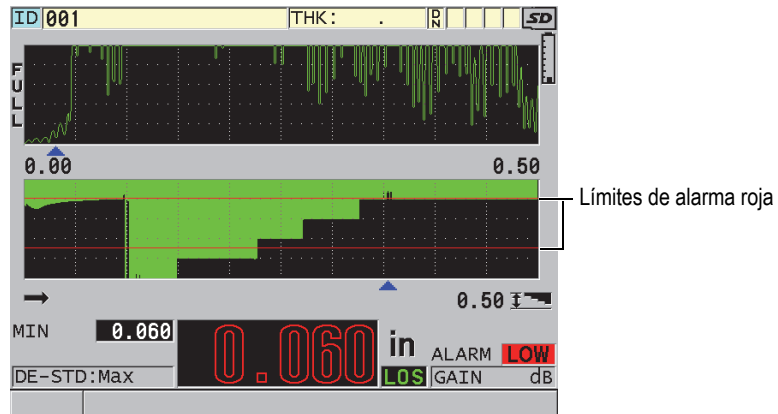 ID 001 THK: . DN SD
FULL
0.00 0.50
Límites de alarma roja
0.50
MIN 0.060 0.060 in ALARM LOW
DE-STD:Max LOS GAIN dB